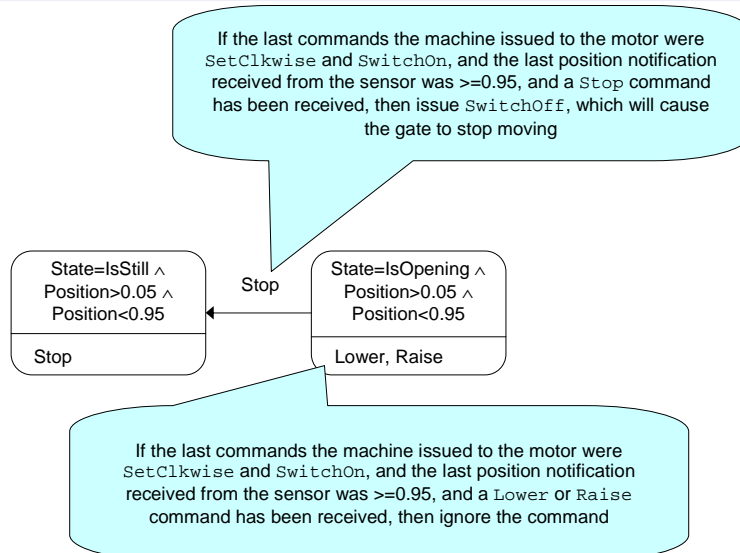 If the last commands the machine issued to the motor were
SetClkwise and SwitchOn, and the last position notification
received from the sensor was >=0.95, and a Stop command
has been received, then issue SwitchOff, which will cause
the gate to stop moving
State=IsStill ∧
Position>0.05 ∧
Position<0.95
Stop
Stop
State=IsOpening ∧
Position>0.05 ∧
Position<0.95
Lower, Raise
If the last commands the machine issued to the motor were
SetClkwise and SwitchOn, and the last position notification
received from the sensor was >=0.95, and a Lower or Raise
command has been received, then ignore the command